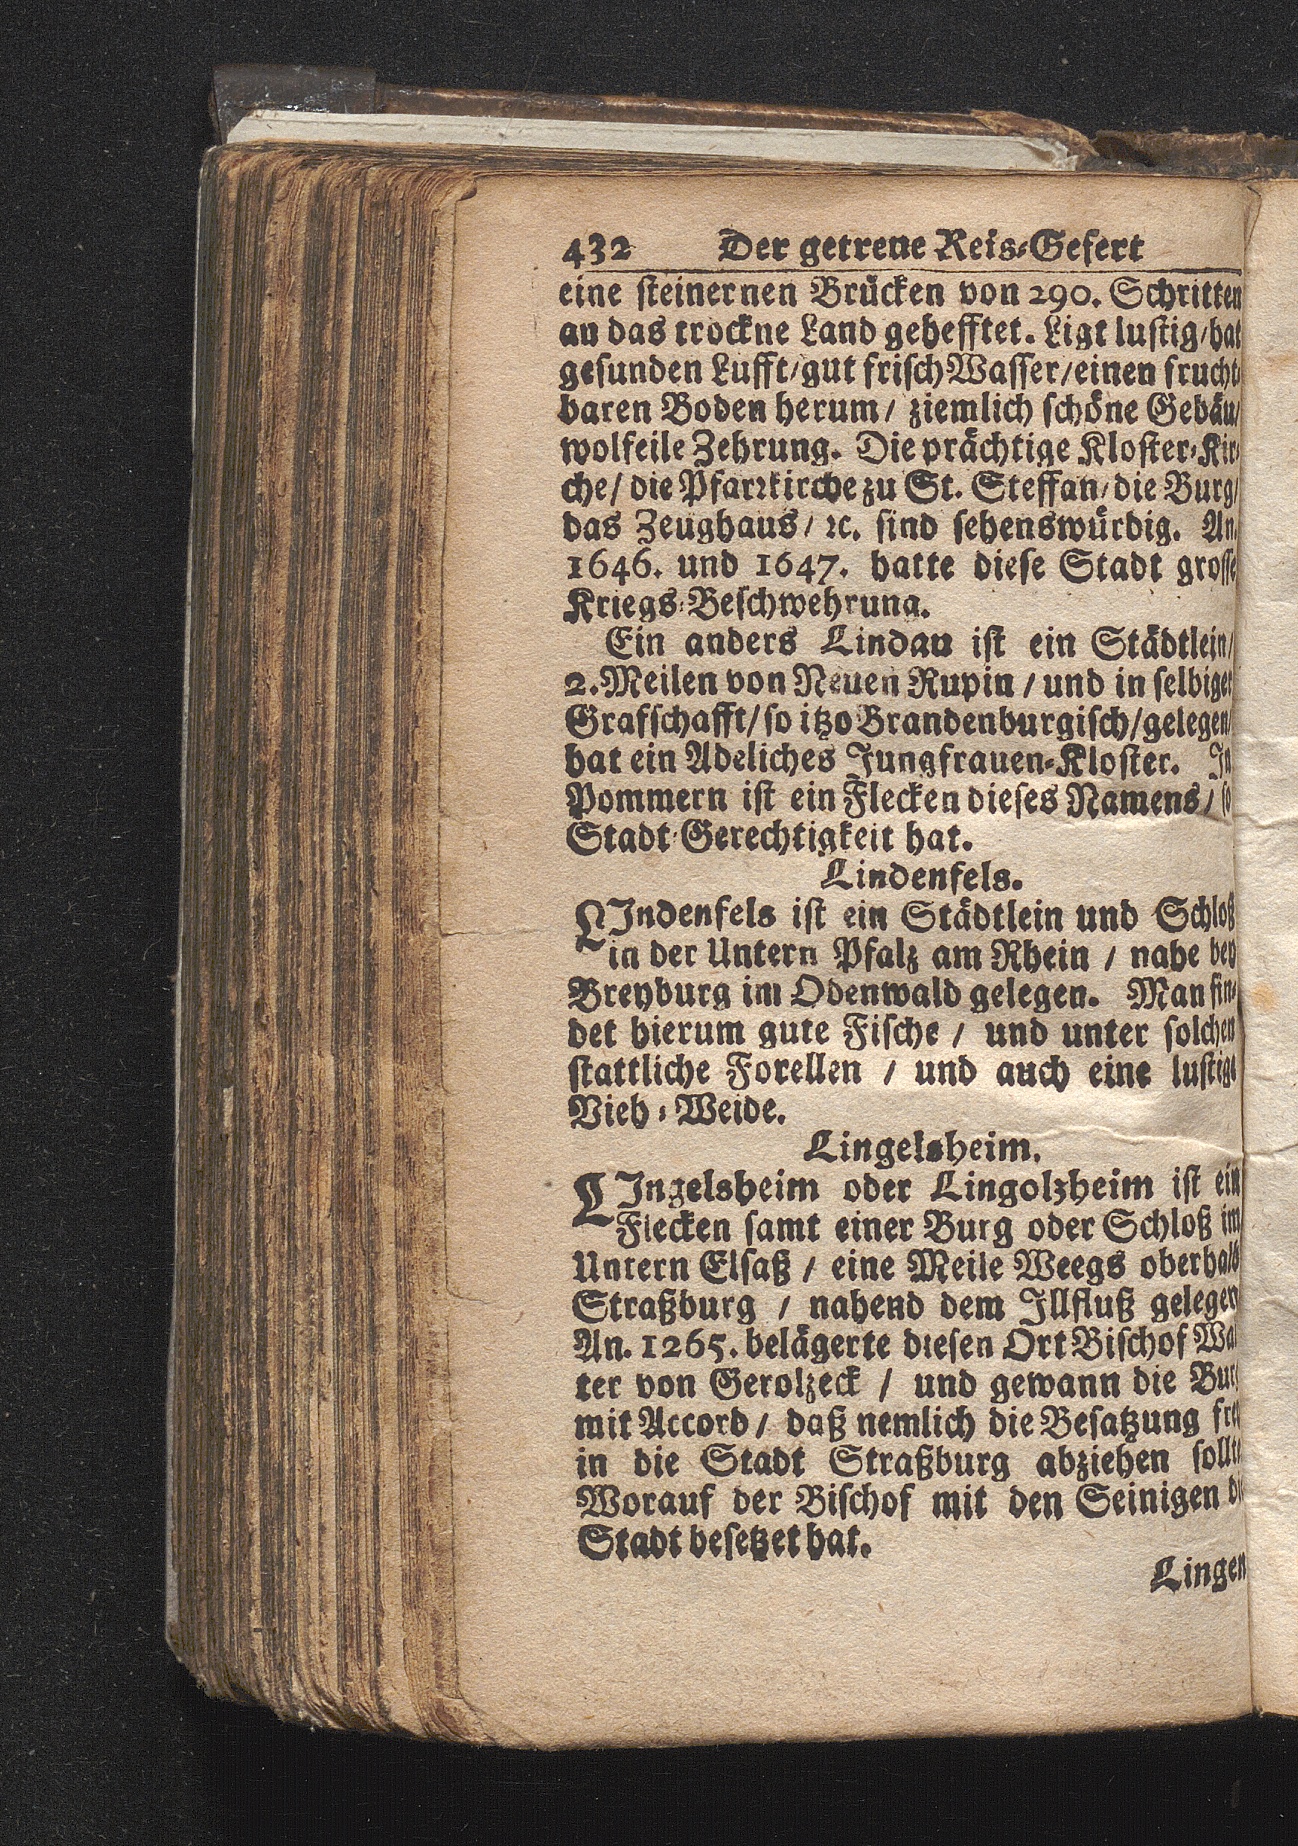 432 Der getreue Reis-Gefert
eine steinernen Brücken von 290. Schritten
an das trockne Land gehefftet. Ligt lustig/hat
gesunden Lufft/gut frisch Wasser/einen frucht-
baren Boden herum/ ziemlich schöne Gebäu/
wolfeile Zehrung. Die prächtige Kloster-Kir-
che/ die Pfarrkirche zu St. Steffan/die Burg/
das Zeughaus/ ꝛc. sind sehenswürdig. An.
1646. und 1647. hatte diese Stadt grosse
Kriegs-Beschwehrung.
Ein anders Lindau ist ein Städtlein/
2. Meilen von Neuen Rupin / und in selbiger
Grafschafft/ so itzo Brandenburgisch/gelegen/
hat ein Adeliches Jungfrauen-Kloster. In
Pommern ist ein Flecken dieses Namens/ so
Stadt-Gerechtigkeit hat.
Lindenfels.
LIndenfels ist ein Städtlein und Schloß
in der Untern Pfalz am Rhein / nahe bey
Breyburg im Odenwald gelegen. Man fin-
det hierum gute Fische / und unter solchen
stattliche Forellen / und auch eine lustige
Vieh-Weide.
Lingelsheim.
LIngelsheim oder Lingolzheim ist ein
Flecken samt einer Burg oder Schloß im
Untern Elsaß / eine Meile Weegs oberhalb
Straßburg / nahend dem Illfluß gelegen
An. 1265. belägerte diesen Ort Bischof Wal
ter von Gerolzeck / und gewann die Burg
mit Accord / daß nemlich die Besatzung frei
in die Stadt Straßburg abziehen sollte
Worauf der Bischof mit den Seinigen die
Stadt besetzet hat.
Lingen